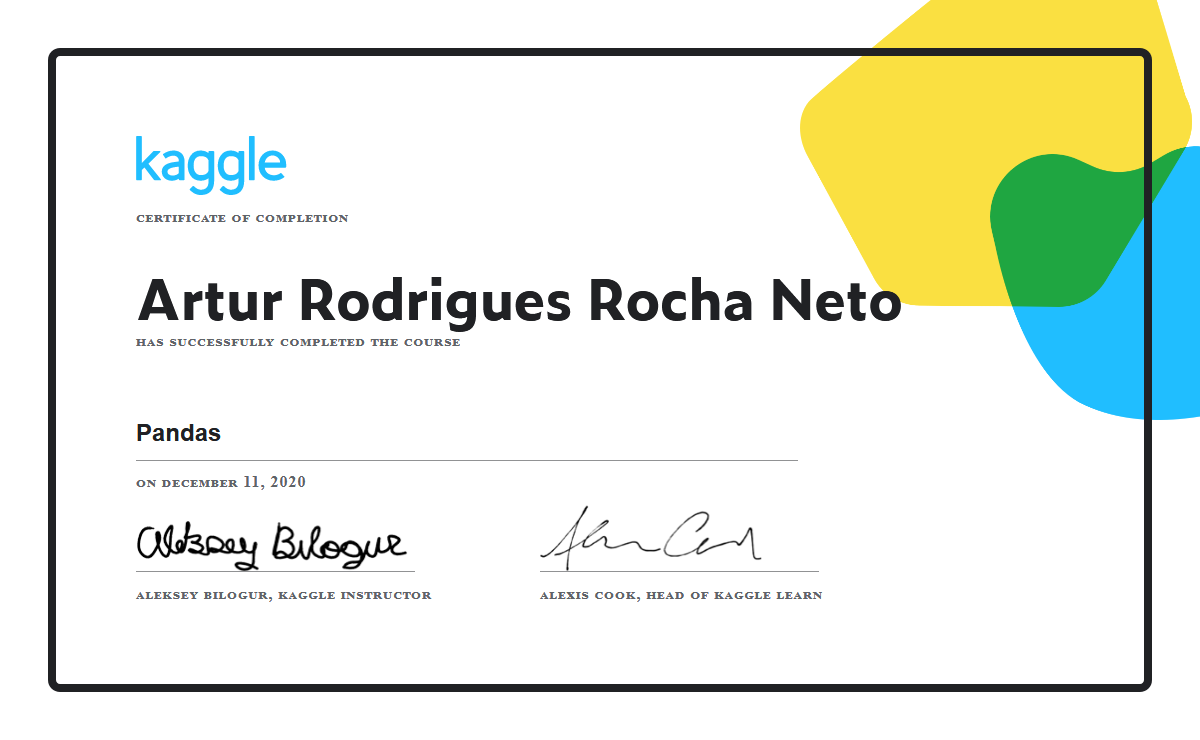 kaggle
CERTIFICATE OF COMPLETION
Artur Rodrigues Rocha Neto
HAS SUCCESSFULLY COMPLETED THE COURSE
Pandas
ON DECEMBER 11, 2020
Aleksey Bilogur
ALEKSEY BILOGUR, KAGGLE INSTRUCTOR
ALEXIS COOK, HEAD OF KAGGLE LEARN